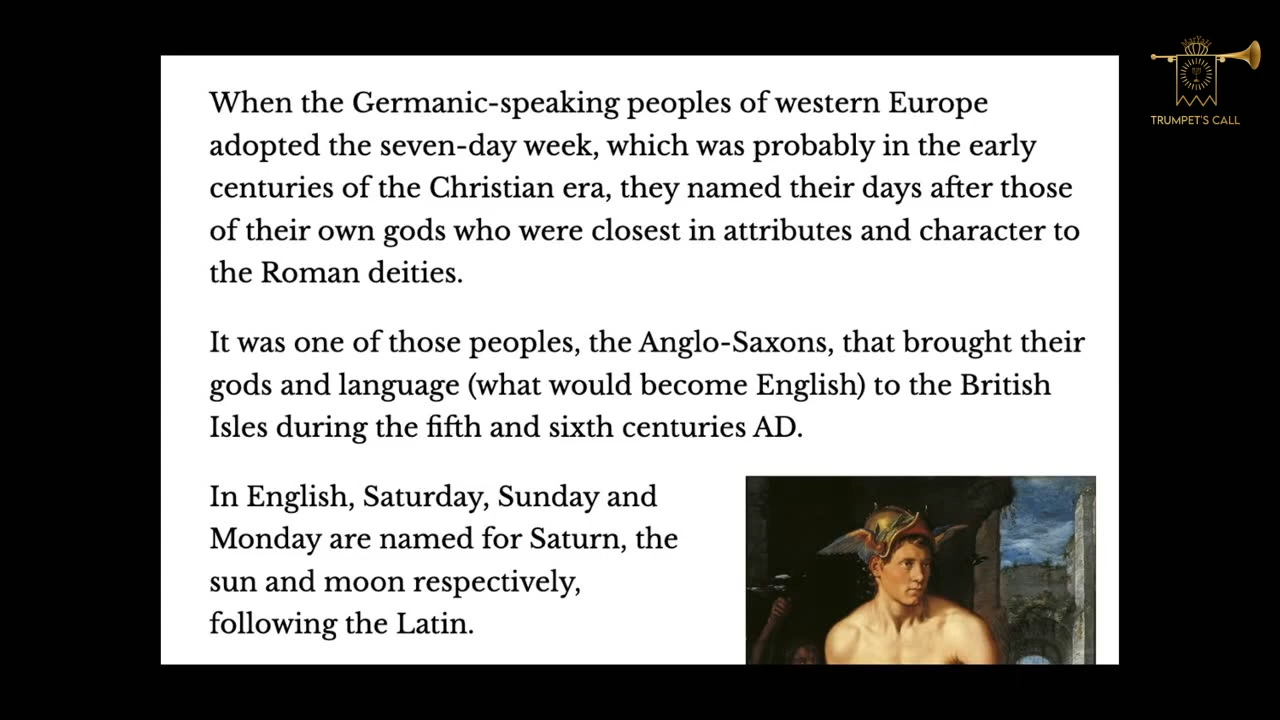 When the Germanic-speaking peoples of western Europe
adopted the seven-day week, which was probably in the early
centuries of the Christian era, they named their days after those
of their own gods who were closest in attributes and character to
the Roman deities.
It was one of those peoples, the Anglo-Saxons, that brought their
gods and language (what would become English) to the British
Isles during the fifth and sixth centuries AD.
In English, Saturday, Sunday and
Monday are named for Saturn, the
sun and moon respectively,
following the Latin.
TRUMPET'S CALL